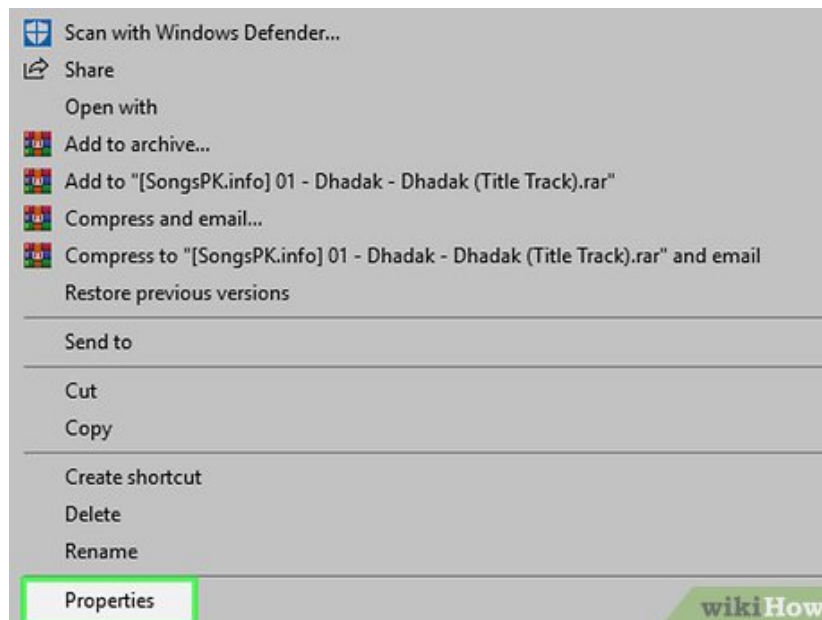 Scan with Windows Defender...
Share
Open with
Add to archive...
Add to "[SongsPK.info] 01 - Dhadak - Dhadak (Title Track).rar"
Compress and email...
Compress to "[SongsPK.info] 01 - Dhadak - Dhadak (Title Track).rar" and email
Restore previous versions
Send to
Cut
Copy
Create shortcut
Delete
Rename
Properties
wikiHow